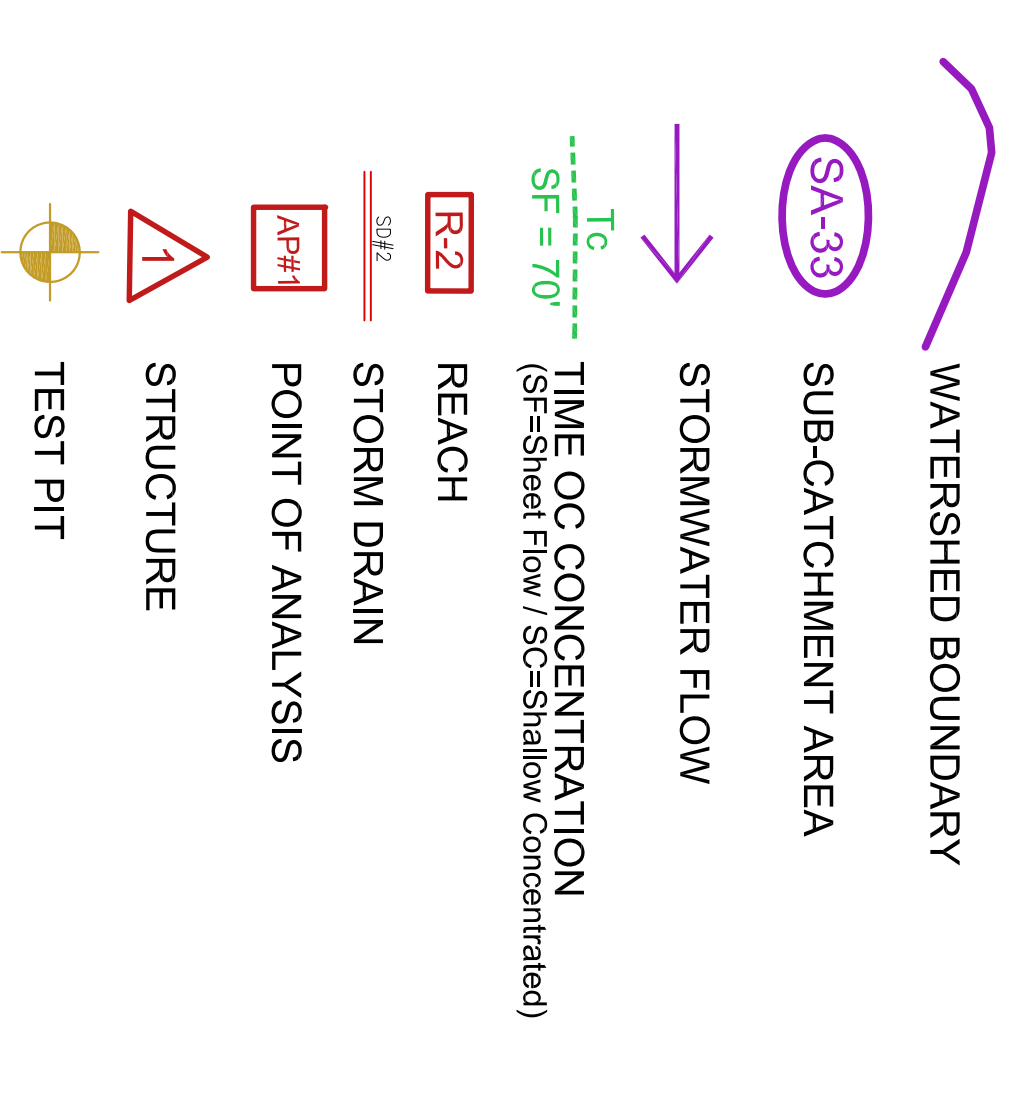 WATERSHED BOUNDARY
SA-33
SUB-CATCHMENT AREA
STORMWATER FLOW
Tc
SF = 70'
TIME OC CONCENTRATION
(SF=Sheet Flow / SC=Shallow Concentrated)
R-2
REACH
SD#2
STORM DRAIN
AP#1
POINT OF ANALYSIS
1
STRUCTURE
TEST PIT